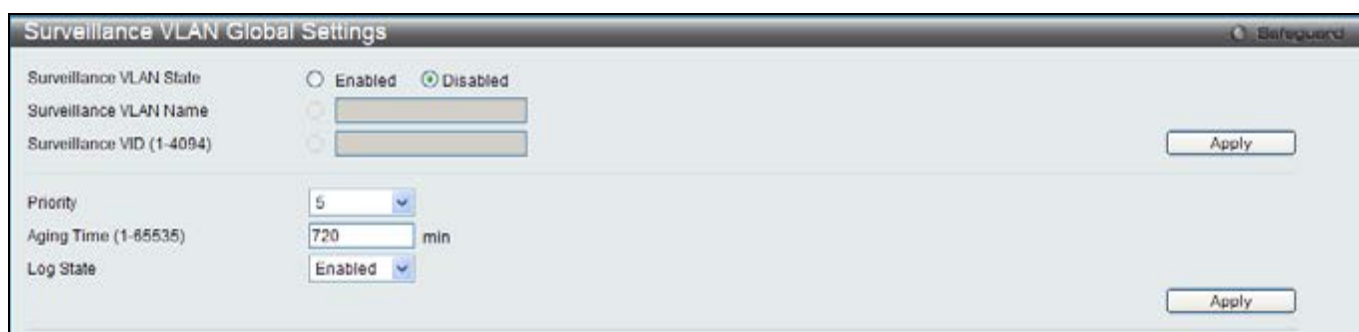 Surveillance VLAN Global Settings
Safeguard
Surveillance VLAN State Enabled Disabled
Surveillance VLAN Name
Surveillance VID (1-4094) Apply
Priority 5
Aging Time (1-65535) 720 min
Log State Enabled
Apply